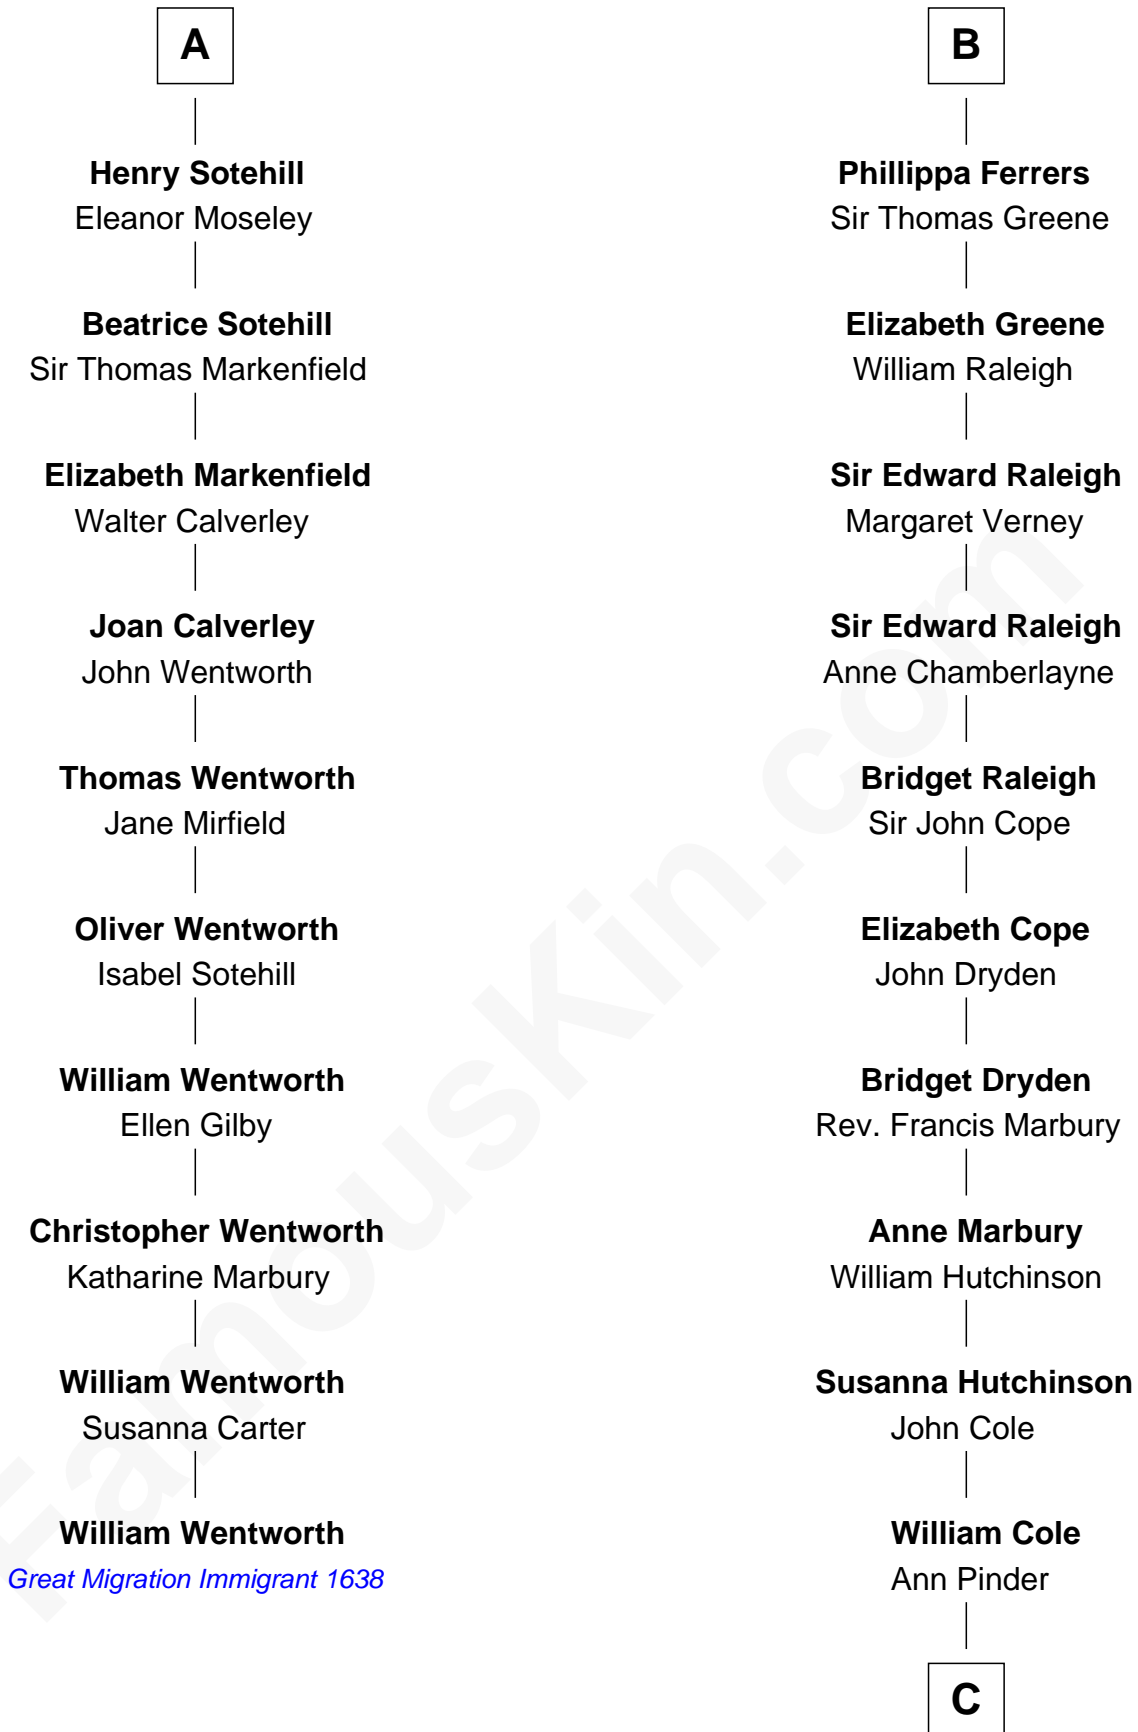 A
Henry Sotehill
Eleanor Moseley
Beatrice Sotehill
Sir Thomas Markenfield
Elizabeth Markenfield
Walter Calverley
Joan Calverley
John Wentworth
Thomas Wentworth
Jane Mirfield
Oliver Wentworth
Isabel Sotehill
William Wentworth
Ellen Gilby
Christopher Wentworth
Katharine Marbury
William Wentworth
Susanna Carter
William Wentworth
Great Migration Immigrant 1638
B
Phillippa Ferrers
Sir Thomas Greene
Elizabeth Greene
William Raleigh
Sir Edward Raleigh
Margaret Verney
Sir Edward Raleigh
Anne Chamberlayne
Bridget Raleigh
Sir John Cope
Elizabeth Cope
John Dryden
Bridget Dryden
Rev. Francis Marbury
Anne Marbury
William Hutchinson
Susanna Hutchinson
John Cole
William Cole
Ann Pinder
C
FamousKin.com